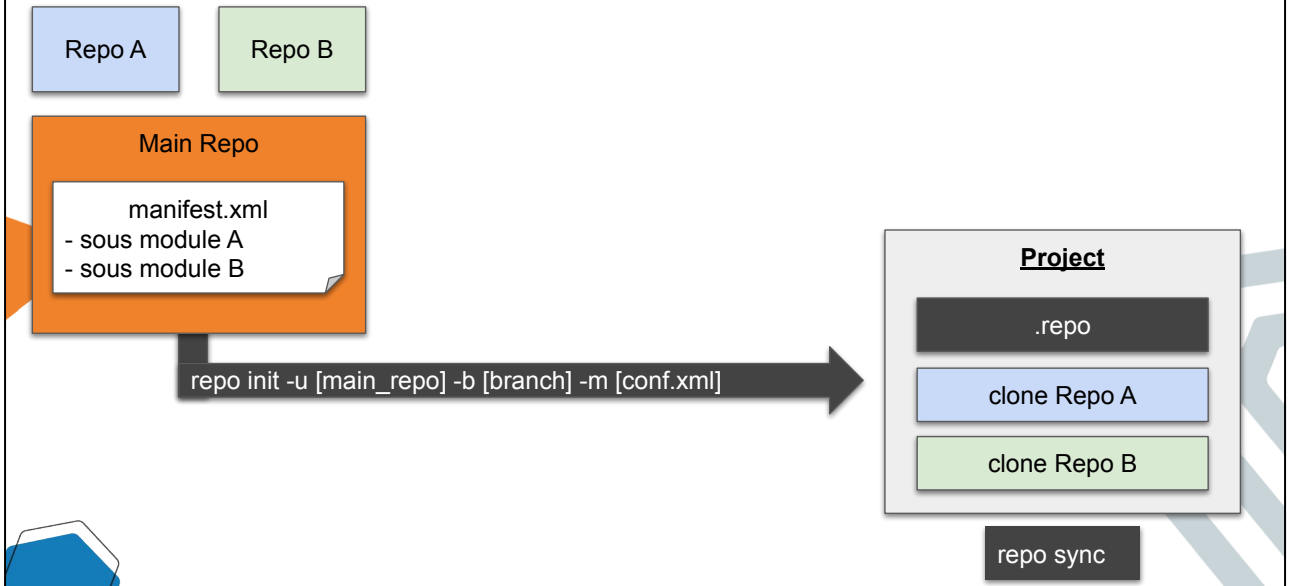 Repo A
Repo B
Main Repo
manifest.xml
- sous module A
- sous module B
repo init -u [main_repo] -b [branch] -m [conf.xml]
Project
.repo
clone Repo A
clone Repo B
repo sync